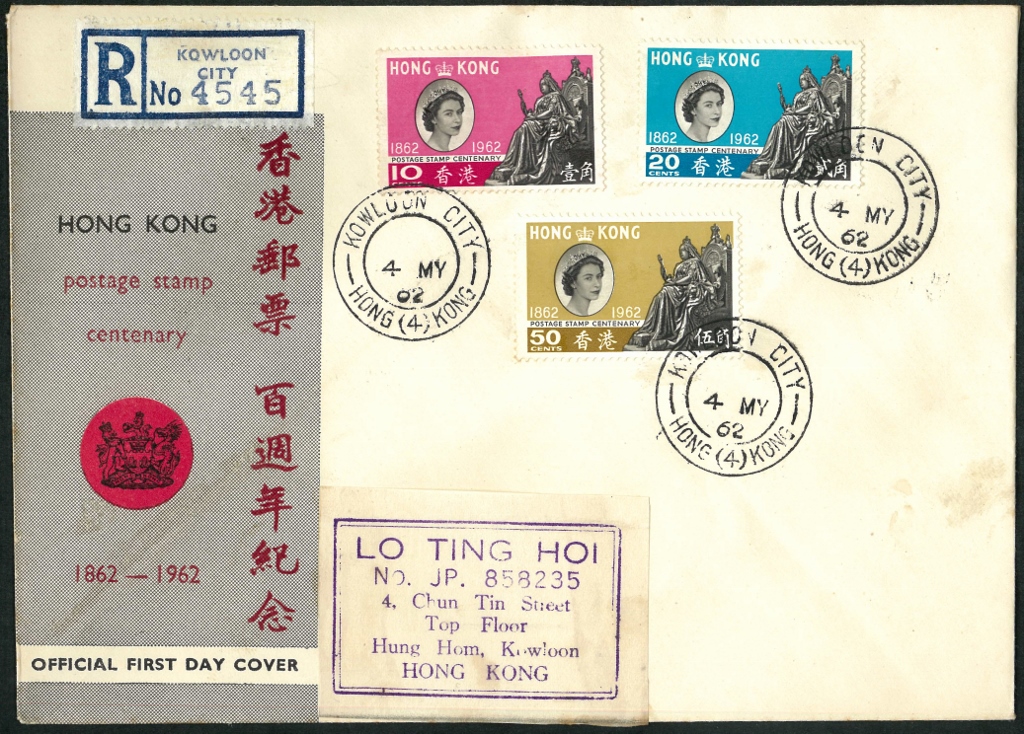 R
KOWLOON
CITY
No 4545
HONG KONG
postage stamp
centenary
香港郵票 百週年紀念
1862 — 1962
OFFICIAL FIRST DAY COVER
HONG KONG
1862 1962
POSTAGE STAMP CENTENARY
10 香港 壹角
HONG KONG
1862 1962
POSTAGE STAMP CENTENARY
20 CENTS 香港 貳角
HONG KONG
1862 1962
POSTAGE STAMP CENTENARY
50 CENTS 香港 伍
KOWLOON CITY
4 MY
62
HONG (4) KONG
KOWLOON CITY
4 MY
62
HONG (4) KONG
KOWLOON CITY
4 MY
62
HONG (4) KONG
LO TING HOI
NO. JP. 858235
4, Chun Tin Street
Top Floor
Hung Hom, Kowloon
HONG KONG